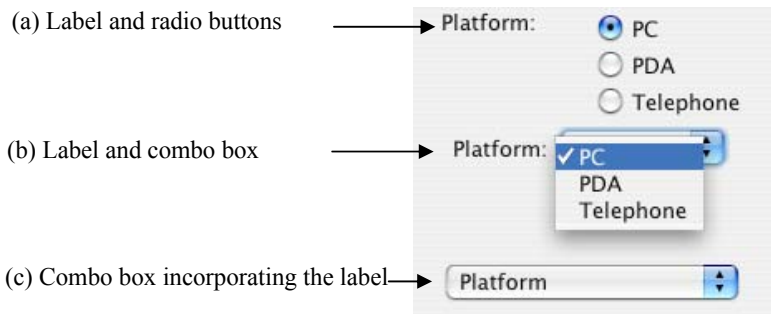 (a) Label and radio buttons
Platform:
PC
PDA
Telephone
(b) Label and combo box
Platform:
✓ PC
PDA
Telephone
(c) Combo box incorporating the label
Platform